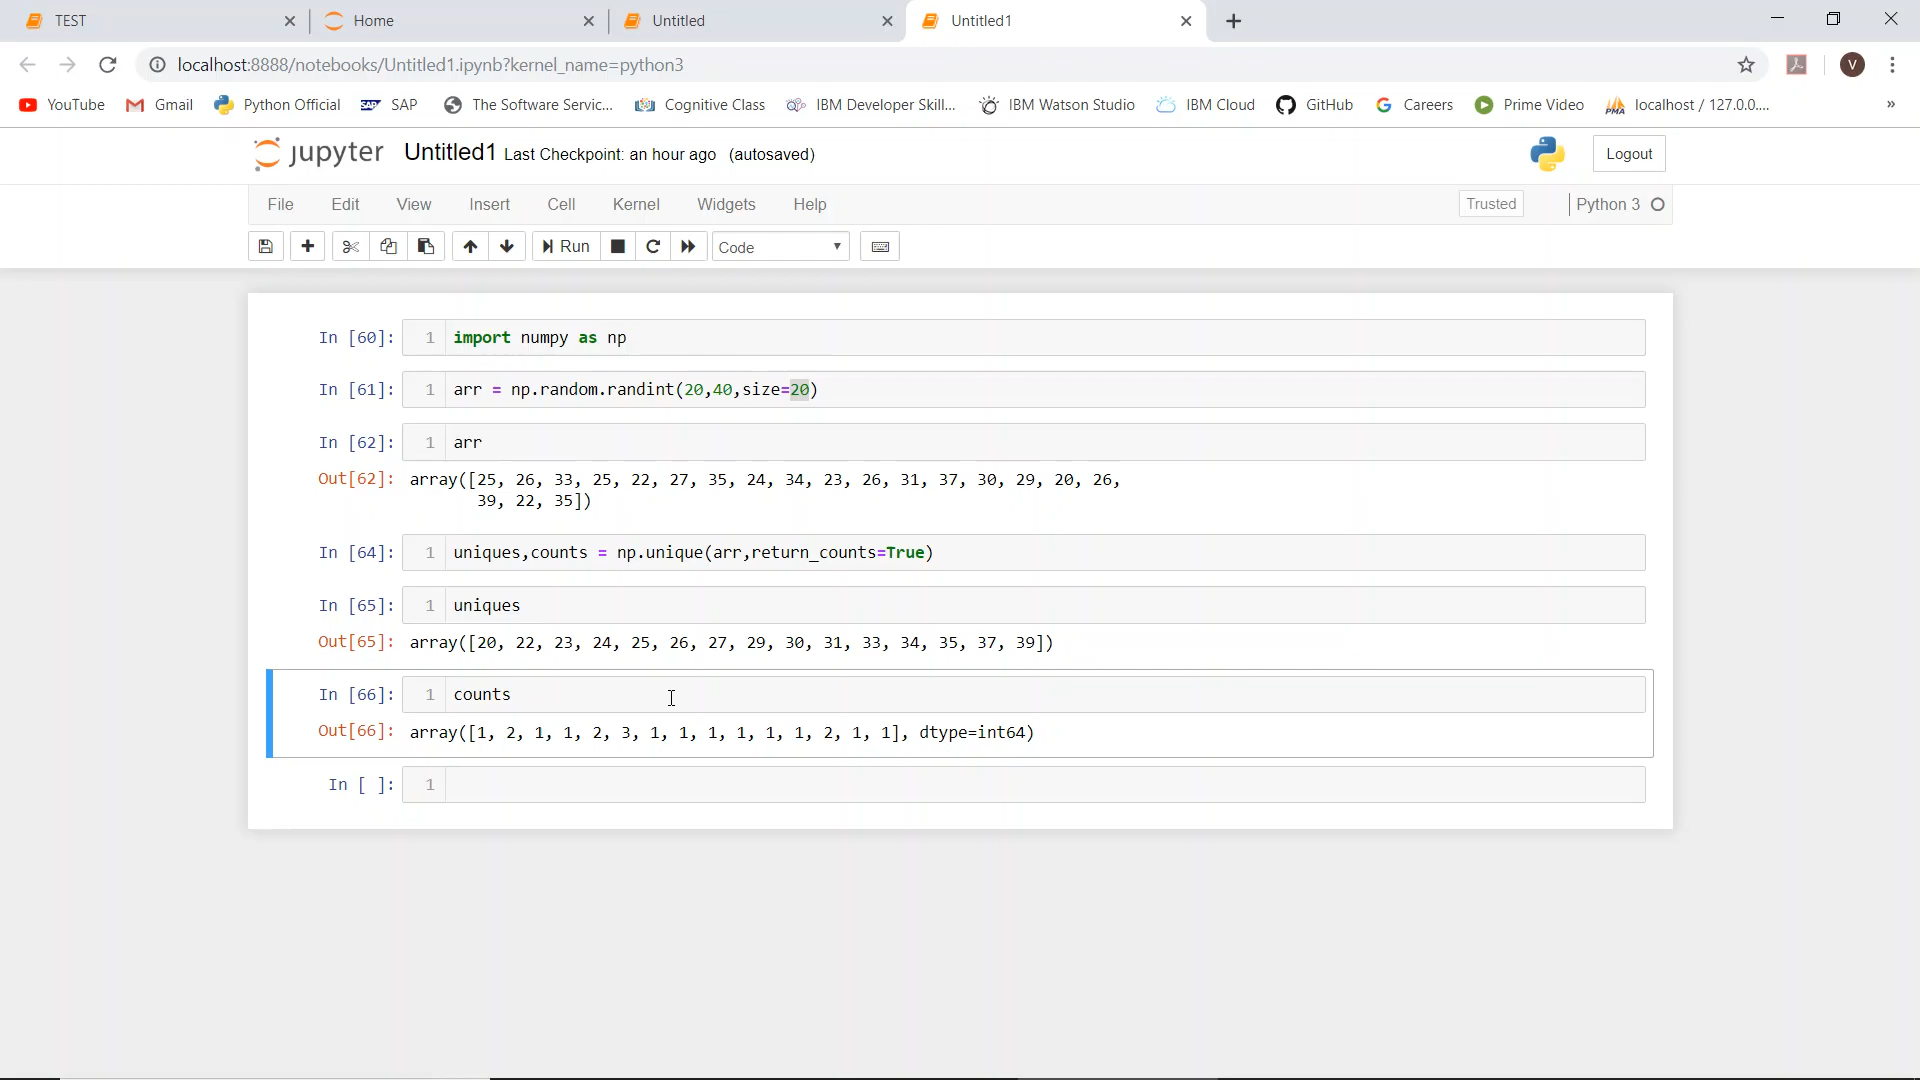 TEST
Home
Untitled
Untitled1
localhost:8888/notebooks/Untitled1.ipynb?kernel_name=python3
V
YouTube
Gmail
Python Official
SAP
SAP
The Software Servic...
Cognitive Class
IBM Developer Skill...
IBM Watson Studio
IBM Cloud
GitHub
Careers
Prime Video
PMA
localhost / 127.0.0....
»
jupyter Untitled1 Last Checkpoint: an hour ago (autosaved)
Logout
File Edit View Insert Cell Kernel Widgets Help
Trusted
Python 3
Run
Code
In [60]: 1 import numpy as np
In [61]: 1 arr = np.random.randint(20,40,size=20)
In [62]: 1 arr
Out[62]: array([25, 26, 33, 25, 22, 27, 35, 24, 34, 23, 26, 31, 37, 30, 29, 20, 26,
39, 22, 35])
In [64]: 1 uniques,counts = np.unique(arr,return_counts=True)
In [65]: 1 uniques
Out[65]: array([20, 22, 23, 24, 25, 26, 27, 29, 30, 31, 33, 34, 35, 37, 39])
In [66]: 1 counts
Out[66]: array([1, 2, 1, 1, 2, 3, 1, 1, 1, 1, 1, 1, 2, 1, 1], dtype=int64)
In [ ]: 1